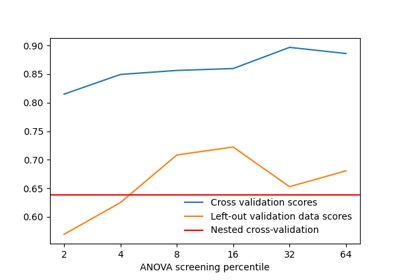 0.90
0.85
0.80
0.75
0.70
0.65
0.60
Cross validation scores
Left-out validation data scores
Nested cross-validation
2 4 8 16 32 64
ANOVA screening percentile